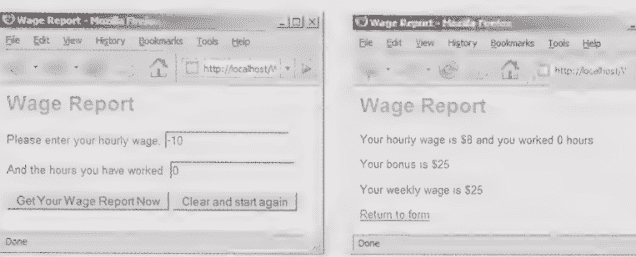 Wage Report - Mozilla Firefox
File Edit View History Bookmarks Tools Help
http://localhost/
Wage Report
Please enter your hourly wage. -10
And the hours you have worked 0
Get Your Wage Report Now Clear and start again
Done
Wage Report - Mozilla Firefox
File Edit View History Bookmarks Tools Help
http://localhost/
Wage Report
Your hourly wage is $8 and you worked 0 hours
Your bonus is $25
Your weekly wage is $25
Return to form
Done